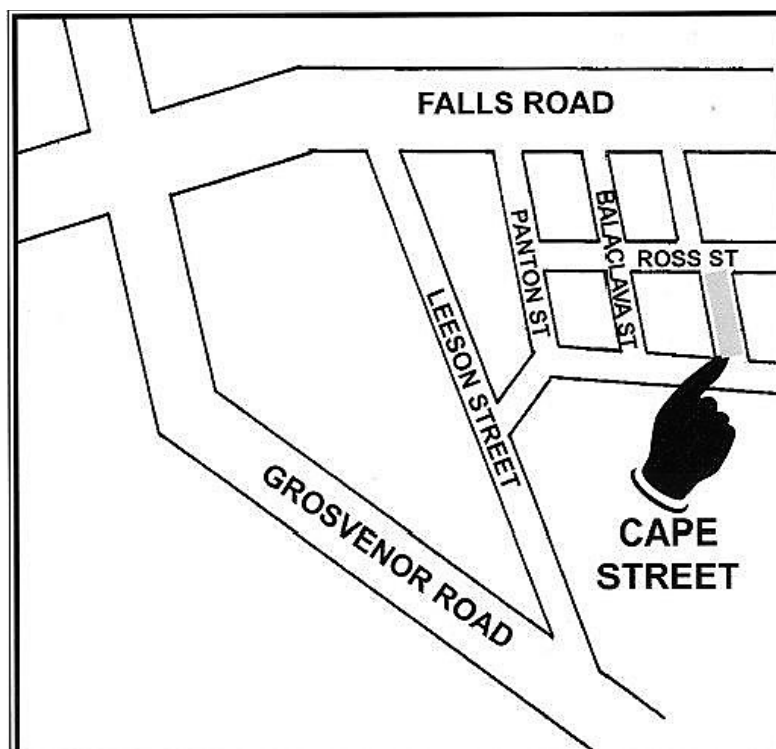 FALLS ROAD
PANTON ST
BALACLAVA ST
ROSS ST
LEESON STREET
GROSVENOR ROAD
CAPE
STREET